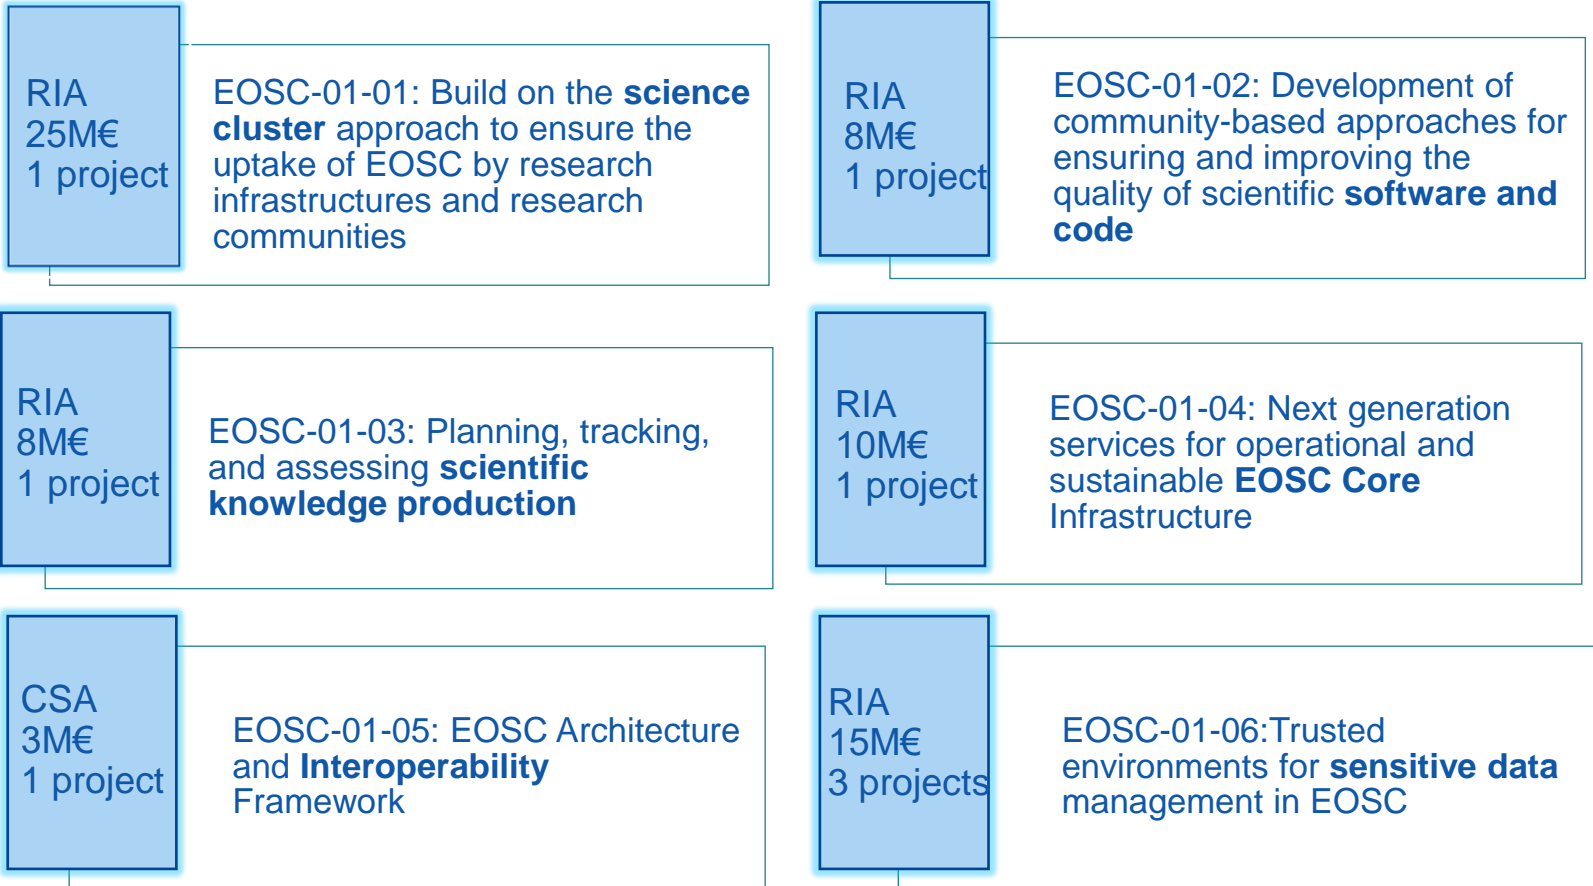 RIA
25M€
1 project
EOSC-01-01: Build on the science
cluster approach to ensure the
uptake of EOSC by research
infrastructures and research
communities
RIA
8M€
1 project
EOSC-01-02: Development of
community-based approaches for
ensuring and improving the
quality of scientific software and
code
RIA
8M€
1 project
EOSC-01-03: Planning, tracking,
and assessing scientific
knowledge production
RIA
10M€
1 project
EOSC-01-04: Next generation
services for operational and
sustainable EOSC Core
Infrastructure
CSA
3M€
1 project
EOSC-01-05: EOSC Architecture
and Interoperability
Framework
RIA
15M€
3 projects
EOSC-01-06:Trusted
environments for sensitive data
management in EOSC